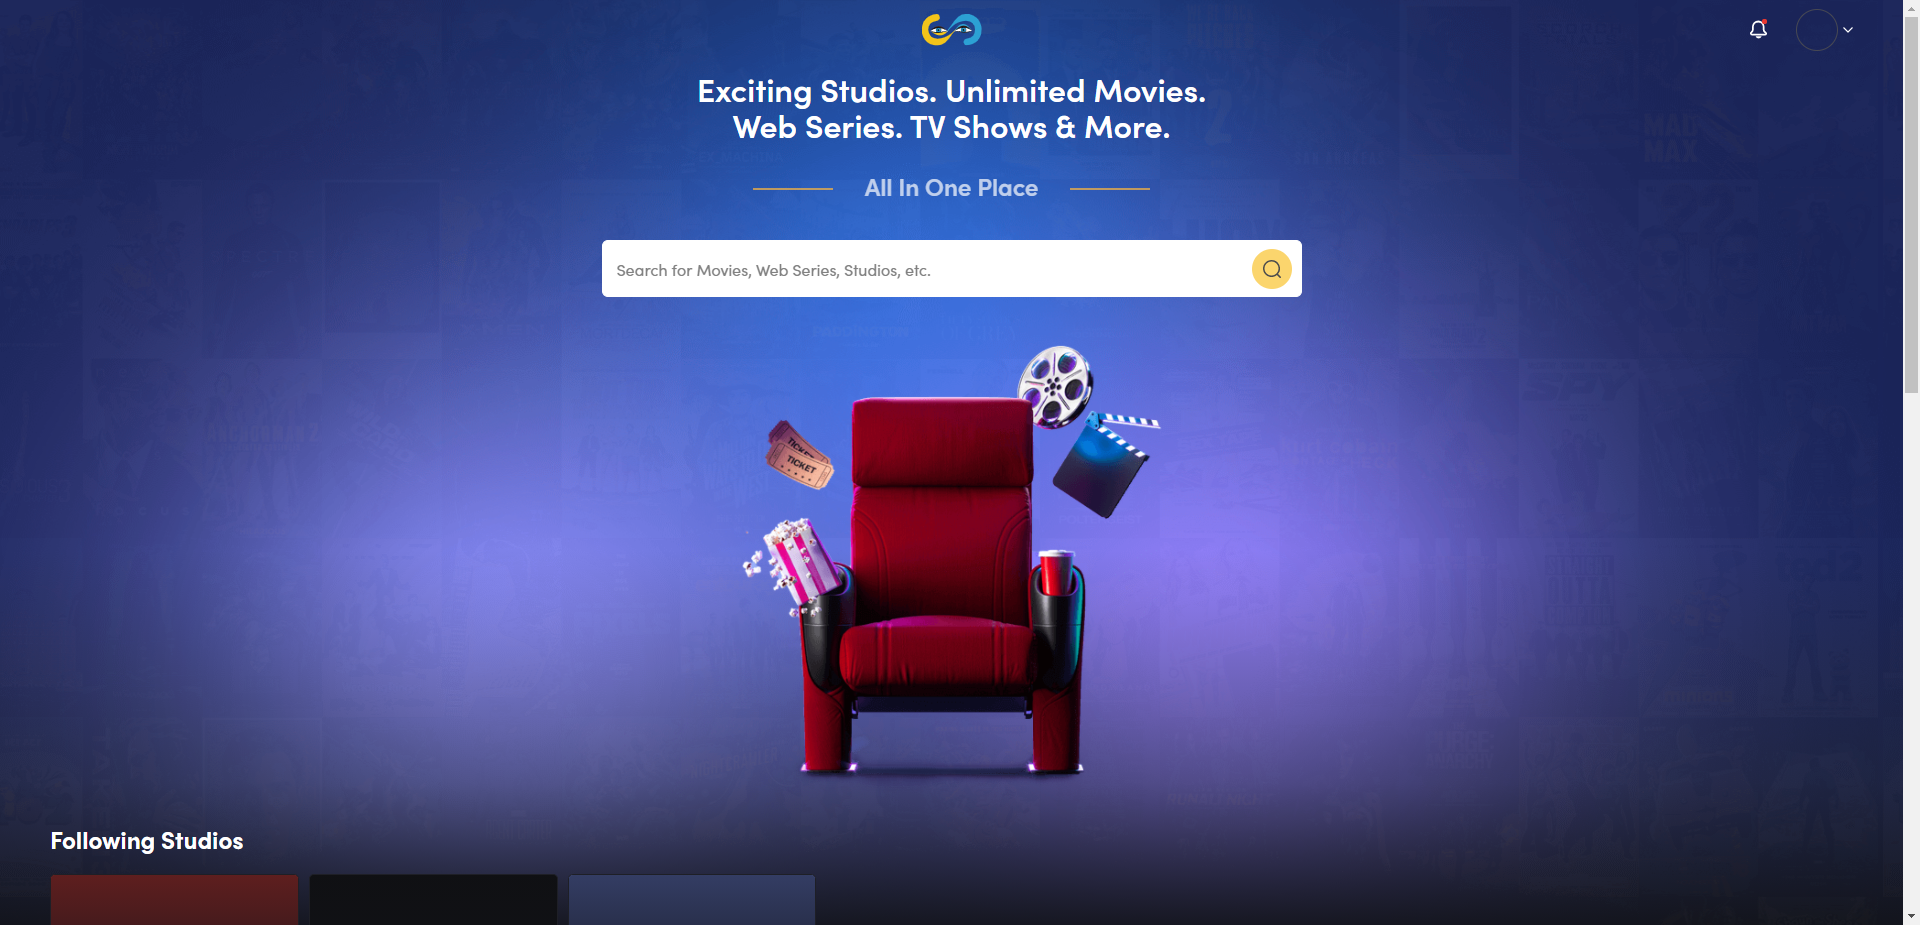 Exciting Studios. Unlimited Movies.
Web Series. TV Shows & More.
All In One Place
Search for Movies, Web Series, Studios, etc.
TICKET
TICKET
Following Studios